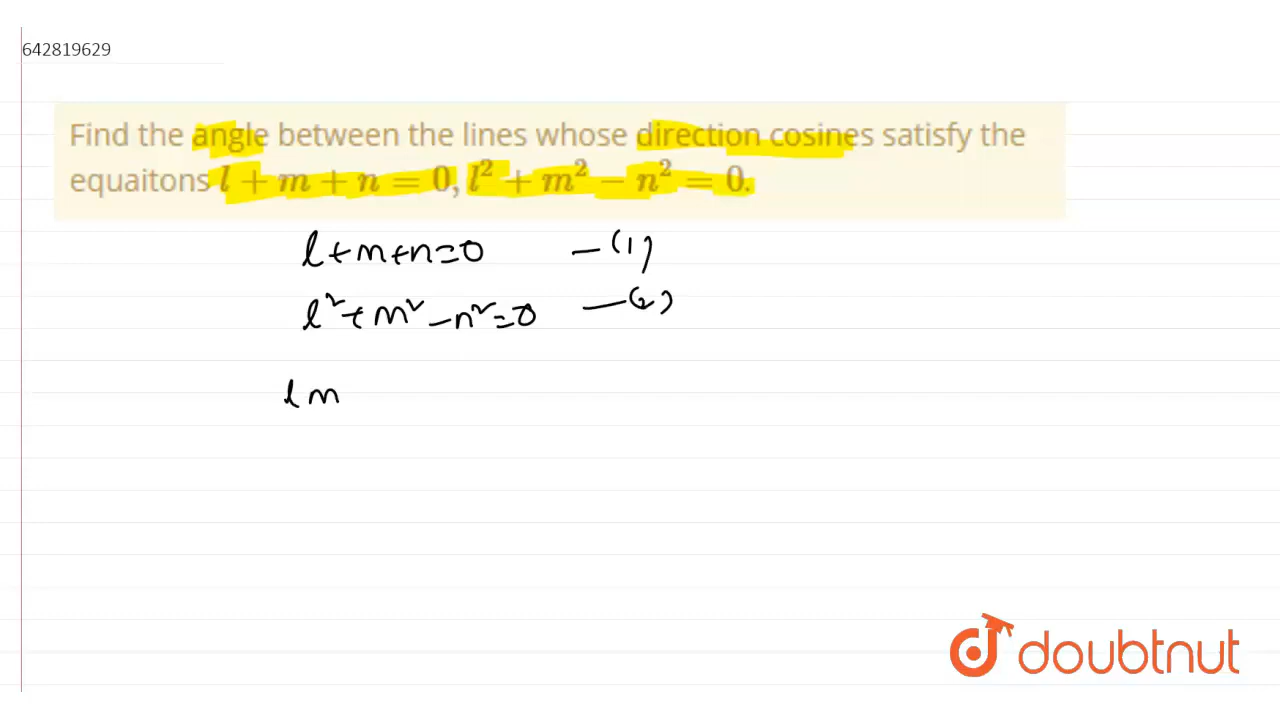 642819629
Find the angle between the lines whose direction cosines satisfy the
equaitons l + m + n = 0, l² + m² − n² = 0.
l+m+n=0 —(1)
l²+m²−n²=0 —(2)
l m
doubtnut